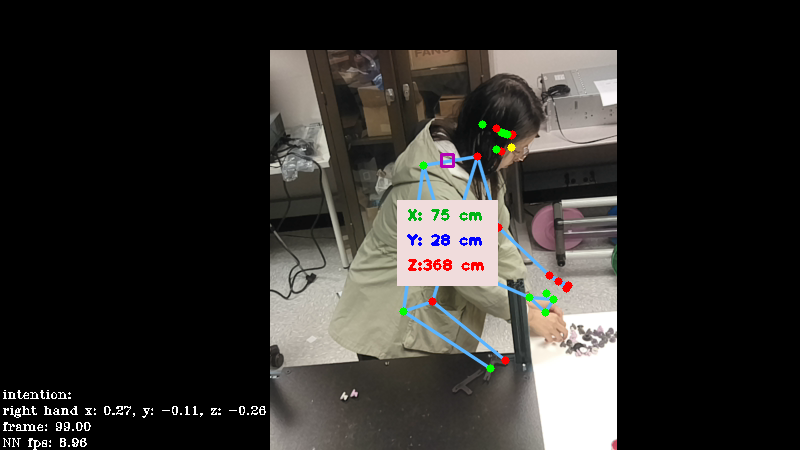 FANG
X: 75 cm
Y: 28 cm
Z:368 cm
intention:
right hand x: 0.27, y: -0.11, z: -0.26
frame: 99.00
NN fps: 8.96